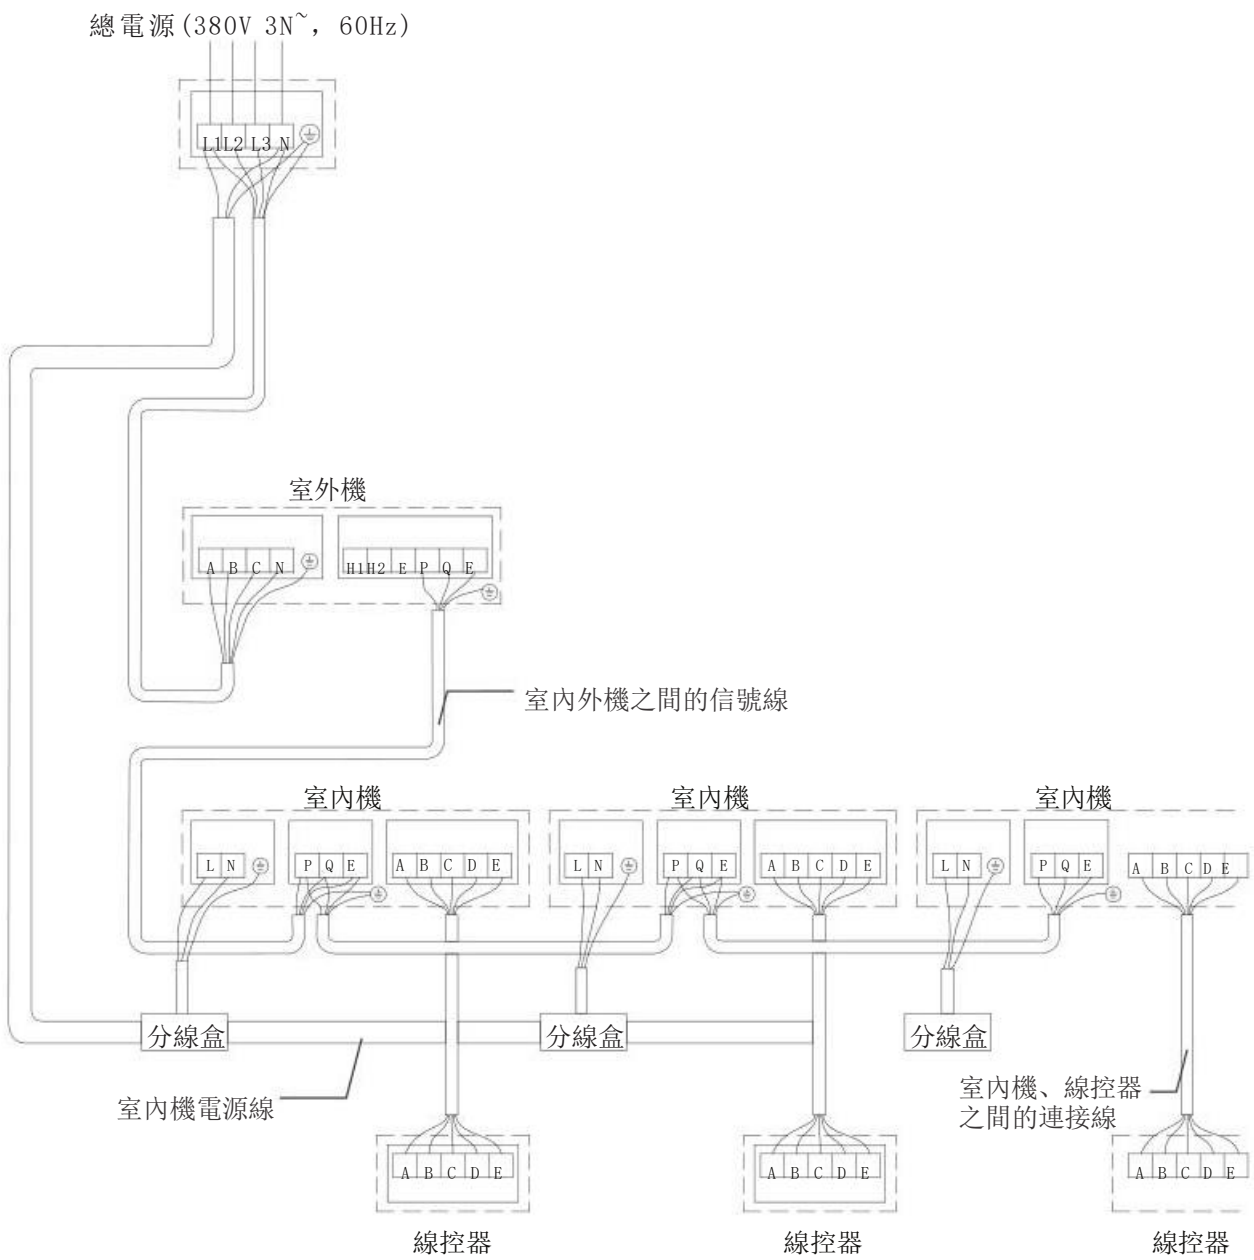 總電源(380V 3N~, 60Hz)
L1 L2 L3 N
室外機
A B C N
H1 H2 E P Q E
室內外機之間的信號線
室內機
室內機
室內機
L N
P Q E
A B C D E
L N
P Q E
A B C D E
L N
P Q E
A B C D E
分線盒
分線盒
分線盒
室內機電源線
室內機、線控器
之間的連接線
A B C D E
A B C D E
A B C D E
線控器
線控器
線控器